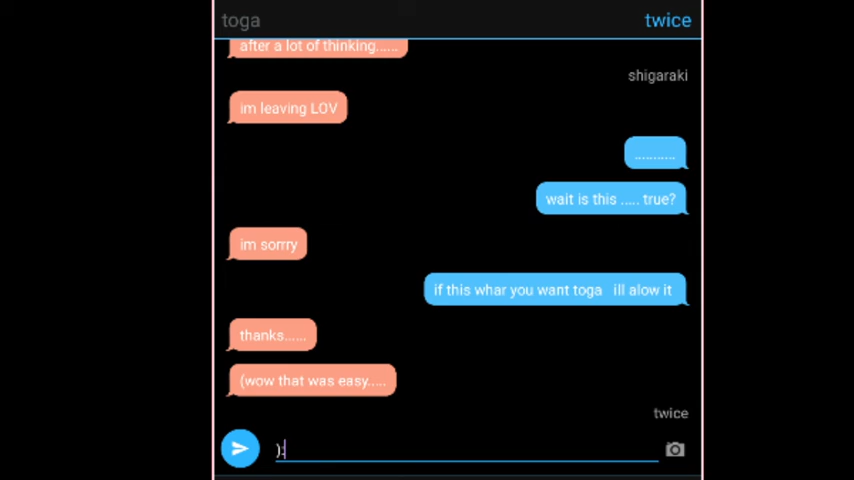 toga twice
after a lot of thinking......
shigaraki
im leaving LOV
...........
wait is this ..... true?
im sorrry
if this whar you want toga ill alow it
thanks......
(wow that was easy.....
twice
):